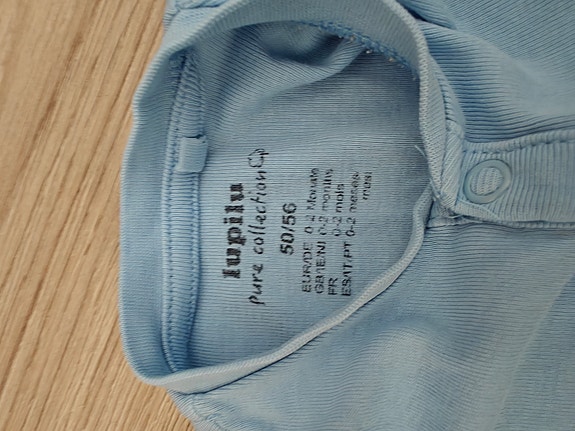 lupilu
pure collection
50/56
EUR/DE 0-2 Monate
GB/IE/NI 0-2 months
FR 0-2 mois
ES/IT/PT 0-2 meses/
mesi